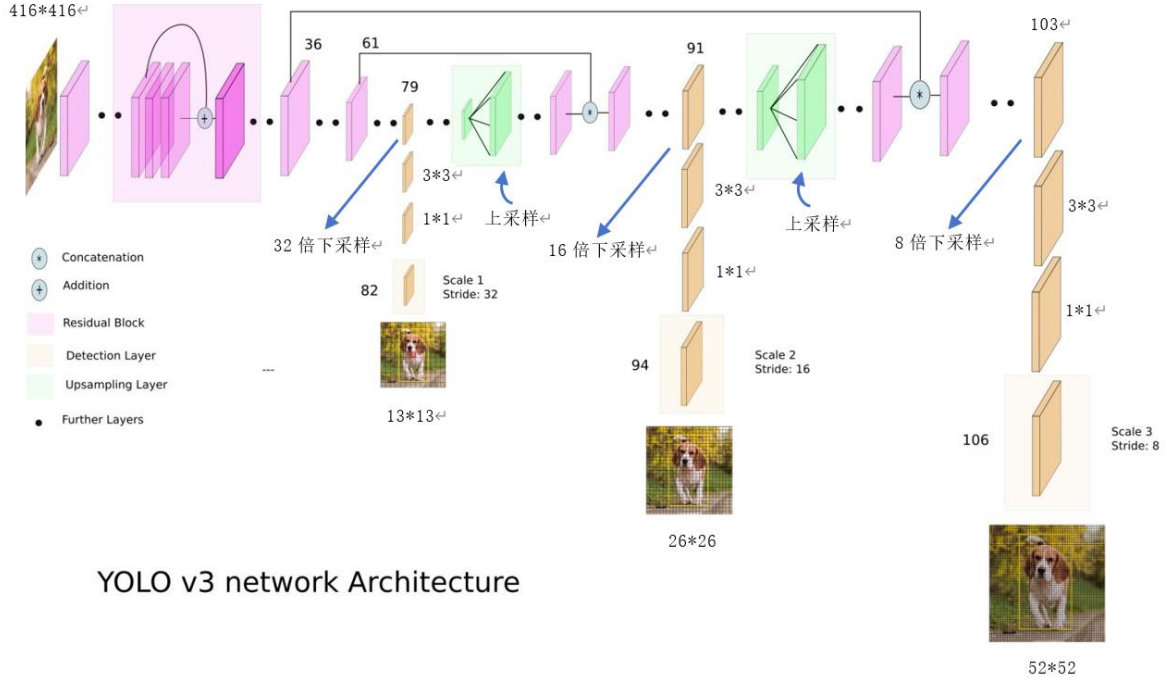 416*416↵
36
61
79
91
103↵
3*3↵
1*1↵
上采样↵
32 倍下采样↵
3*3↵
1*1↵
16 倍下采样↵
上采样↵
8 倍下采样↵
3*3↵
1*1↵
* Concatenation
+ Addition
Residual Block
Detection Layer
Upsampling Layer
Further Layers
---
82
Scale 1
Stride: 32
13*13↵
94
Scale 2
Stride: 16
26*26
106
Scale 3
Stride: 8
52*52
YOLO v3 network Architecture